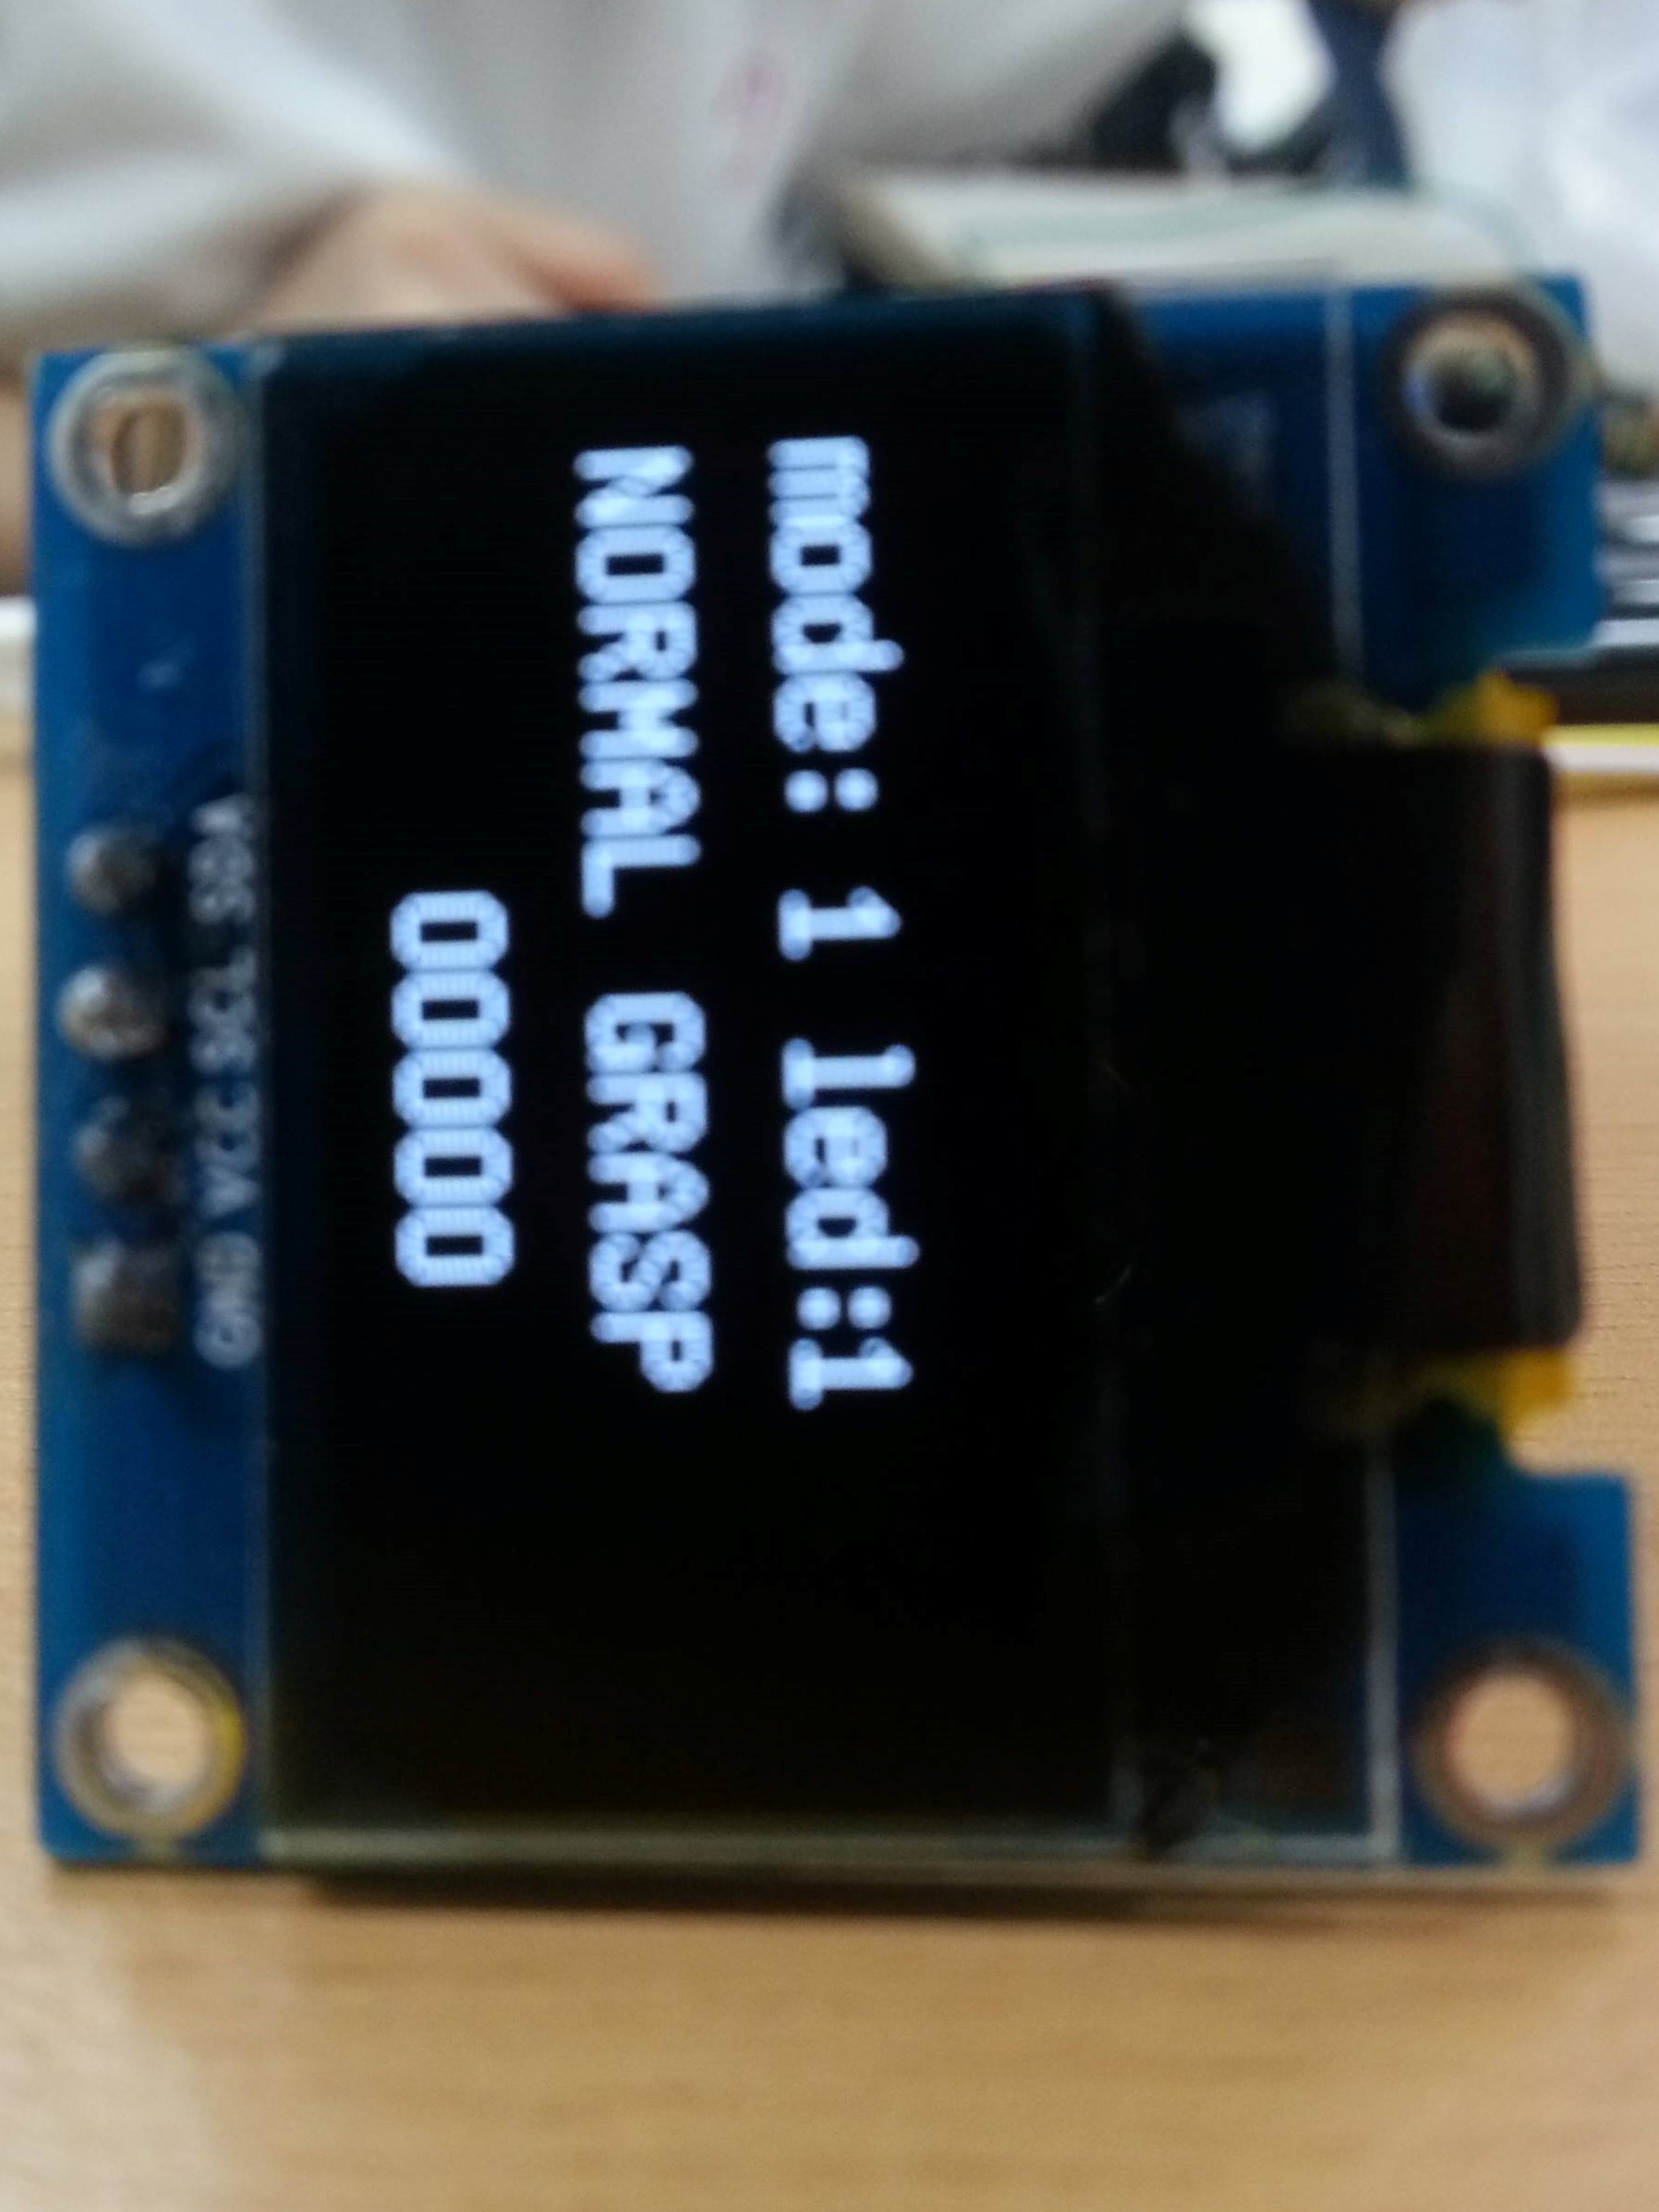 mode: 1 led:1
NORMAL GRASP
00000
GND VCC SCL SDA